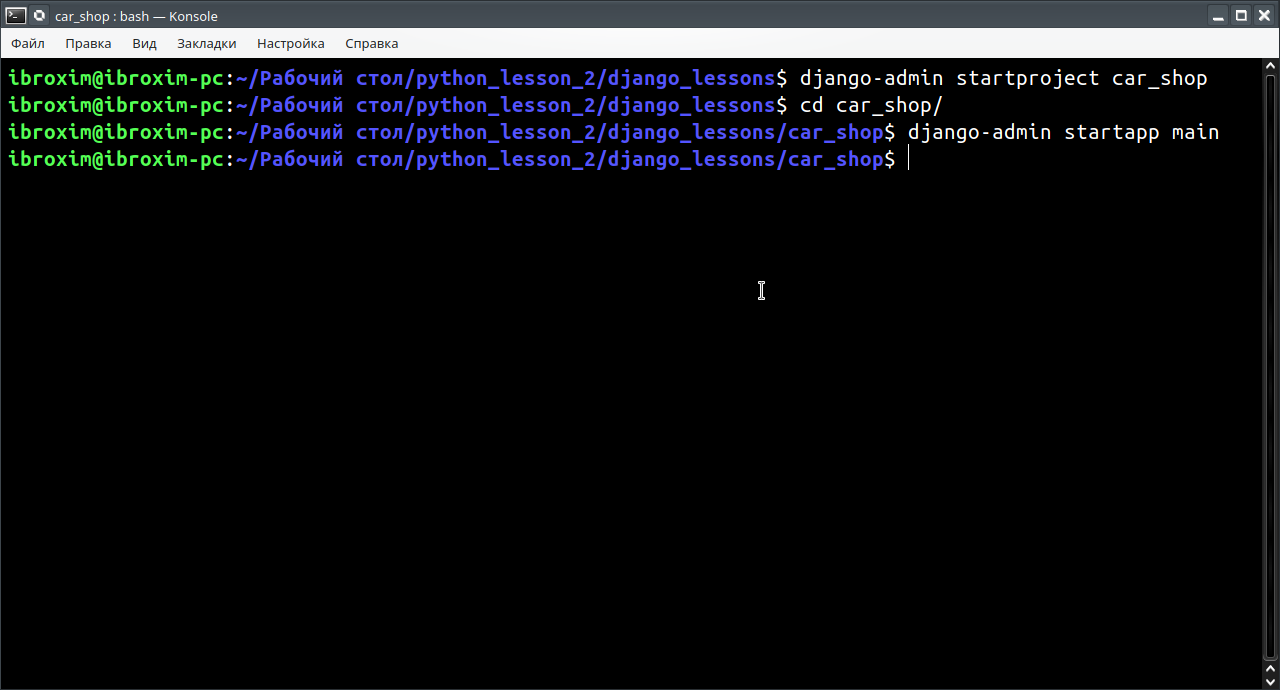 car_shop : bash — Konsole
Файл Правка Вид Закладки Настройка Справка
ibroxim@ibroxim-pc:~/Рабочий стол/python_lesson_2/django_lessons$ django-admin startproject car_shop
ibroxim@ibroxim-pc:~/Рабочий стол/python_lesson_2/django_lessons$ cd car_shop/
ibroxim@ibroxim-pc:~/Рабочий стол/python_lesson_2/django_lessons/car_shop$ django-admin startapp main
ibroxim@ibroxim-pc:~/Рабочий стол/python_lesson_2/django_lessons/car_shop$